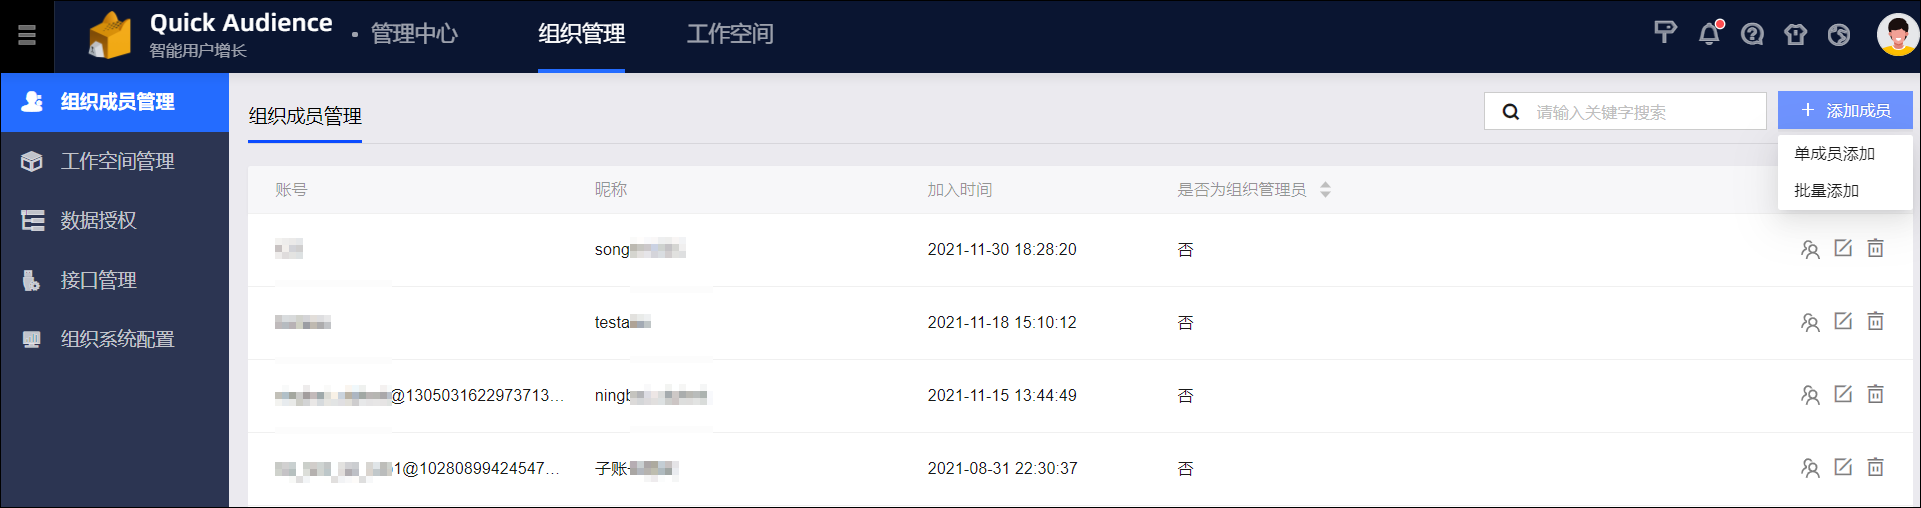 Quick Audience
智能用户增长
管理中心
组织管理
工作空间
组织成员管理
工作空间管理
数据授权
接口管理
组织系统配置
组织成员管理
请输入关键字搜索
添加成员
单成员添加
批量添加
账号 昵称 加入时间 是否为组织管理员
song 2021-11-30 18:28:20 否
testa 2021-11-18 15:10:12 否
@1305031622973713... ningb 2021-11-15 13:44:49 否
1@10280899424547... 子账 2021-08-31 22:30:37 否